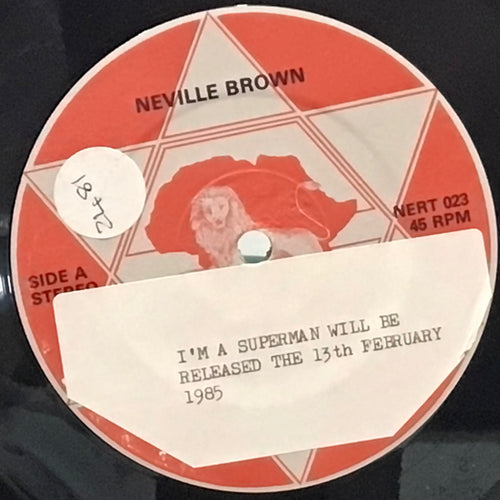 NEVILLE BROWN
NERT 023
45 RPM
SIDE A
STEREO
I'M A SUPERMAN WILL BE
RELEASED THE 13th FEBRUARY
1985